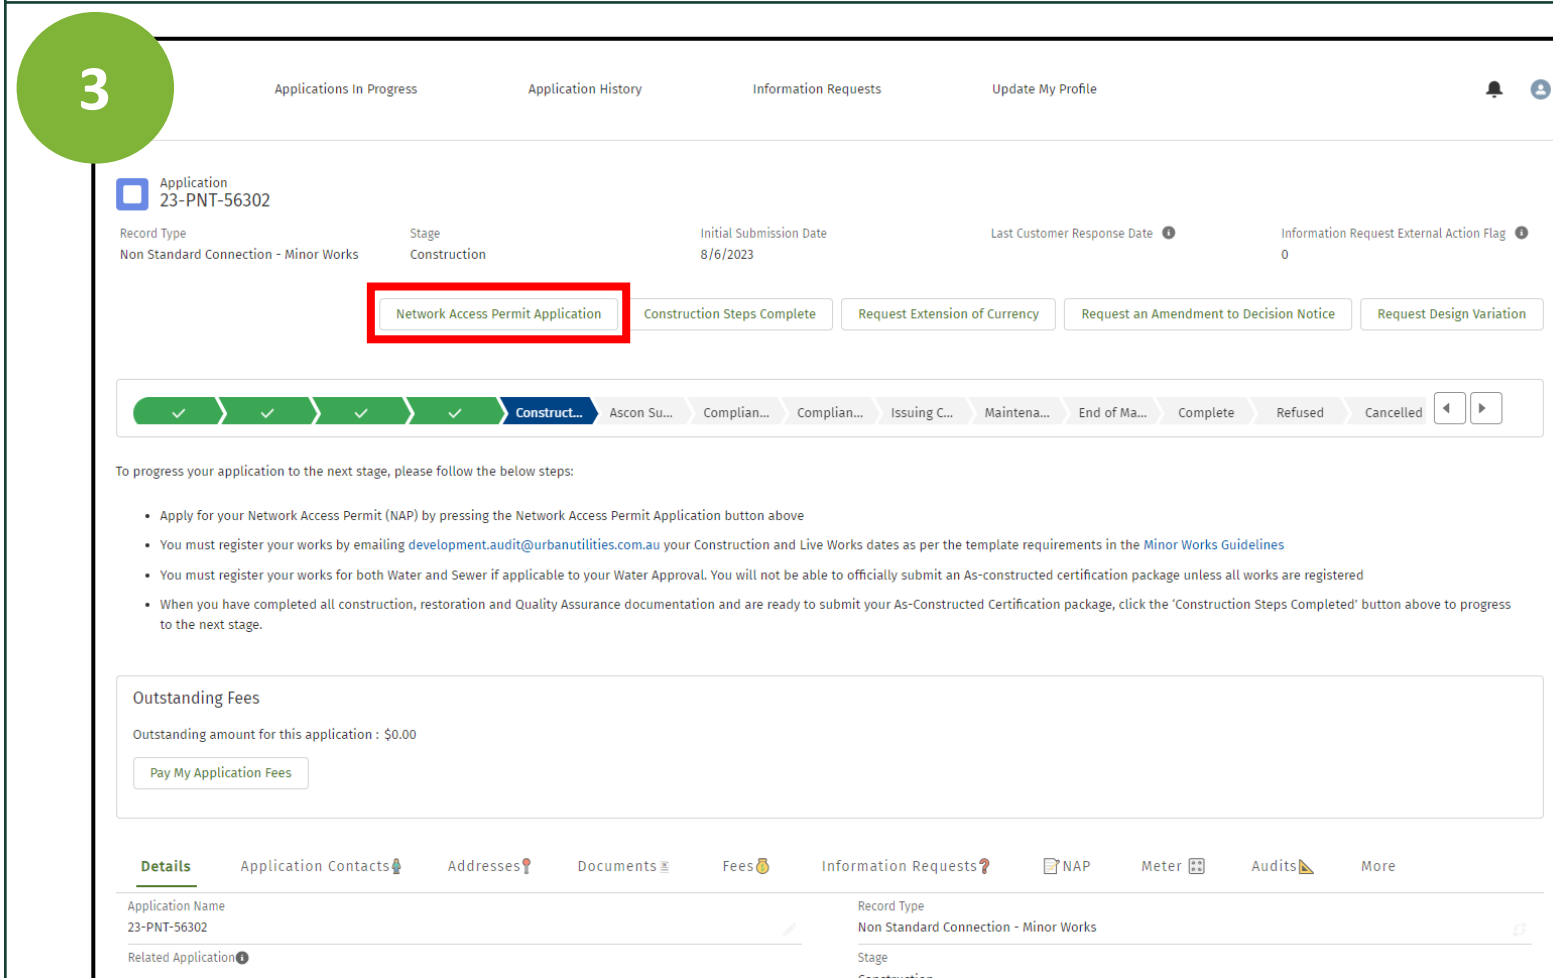 3
Applications In Progress
Application History
Information Requests
Update My Profile
Application
23-PNT-56302
Record Type
Stage
Initial Submission Date
Last Customer Response Date
Information Request External Action Flag
Non Standard Connection - Minor Works
Construction
8/6/2023
0
Network Access Permit Application
Construction Steps Complete
Request Extension of Currency
Request an Amendment to Decision Notice
Request Design Variation
Construct...
Ascon Su...
Complian...
Complian...
Issuing C...
Maintena...
End of Ma...
Complete
Refused
Cancelled
To progress your application to the next stage, please follow the below steps:
• Apply for your Network Access Permit (NAP) by pressing the Network Access Permit Application button above
• You must register your works by emailing development.audit@urbanutilities.com.au your Construction and Live Works dates as per the template requirements in the Minor Works Guidelines
• You must register your works for both Water and Sewer if applicable to your Water Approval. You will not be able to officially submit an As-constructed certification package unless all works are registered
• When you have completed all construction, restoration and Quality Assurance documentation and are ready to submit your As-Constructed Certification package, click the ‘Construction Steps Completed’ button above to progress
to the next stage.
Outstanding Fees
Outstanding amount for this application : $0.00
Pay My Application Fees
Details
Application Contacts
Addresses
Documents
Fees
Information Requests
NAP
Meter
Audits
More
Application Name
Record Type
23-PNT-56302
Non Standard Connection - Minor Works
Related Application
Stage
Construction